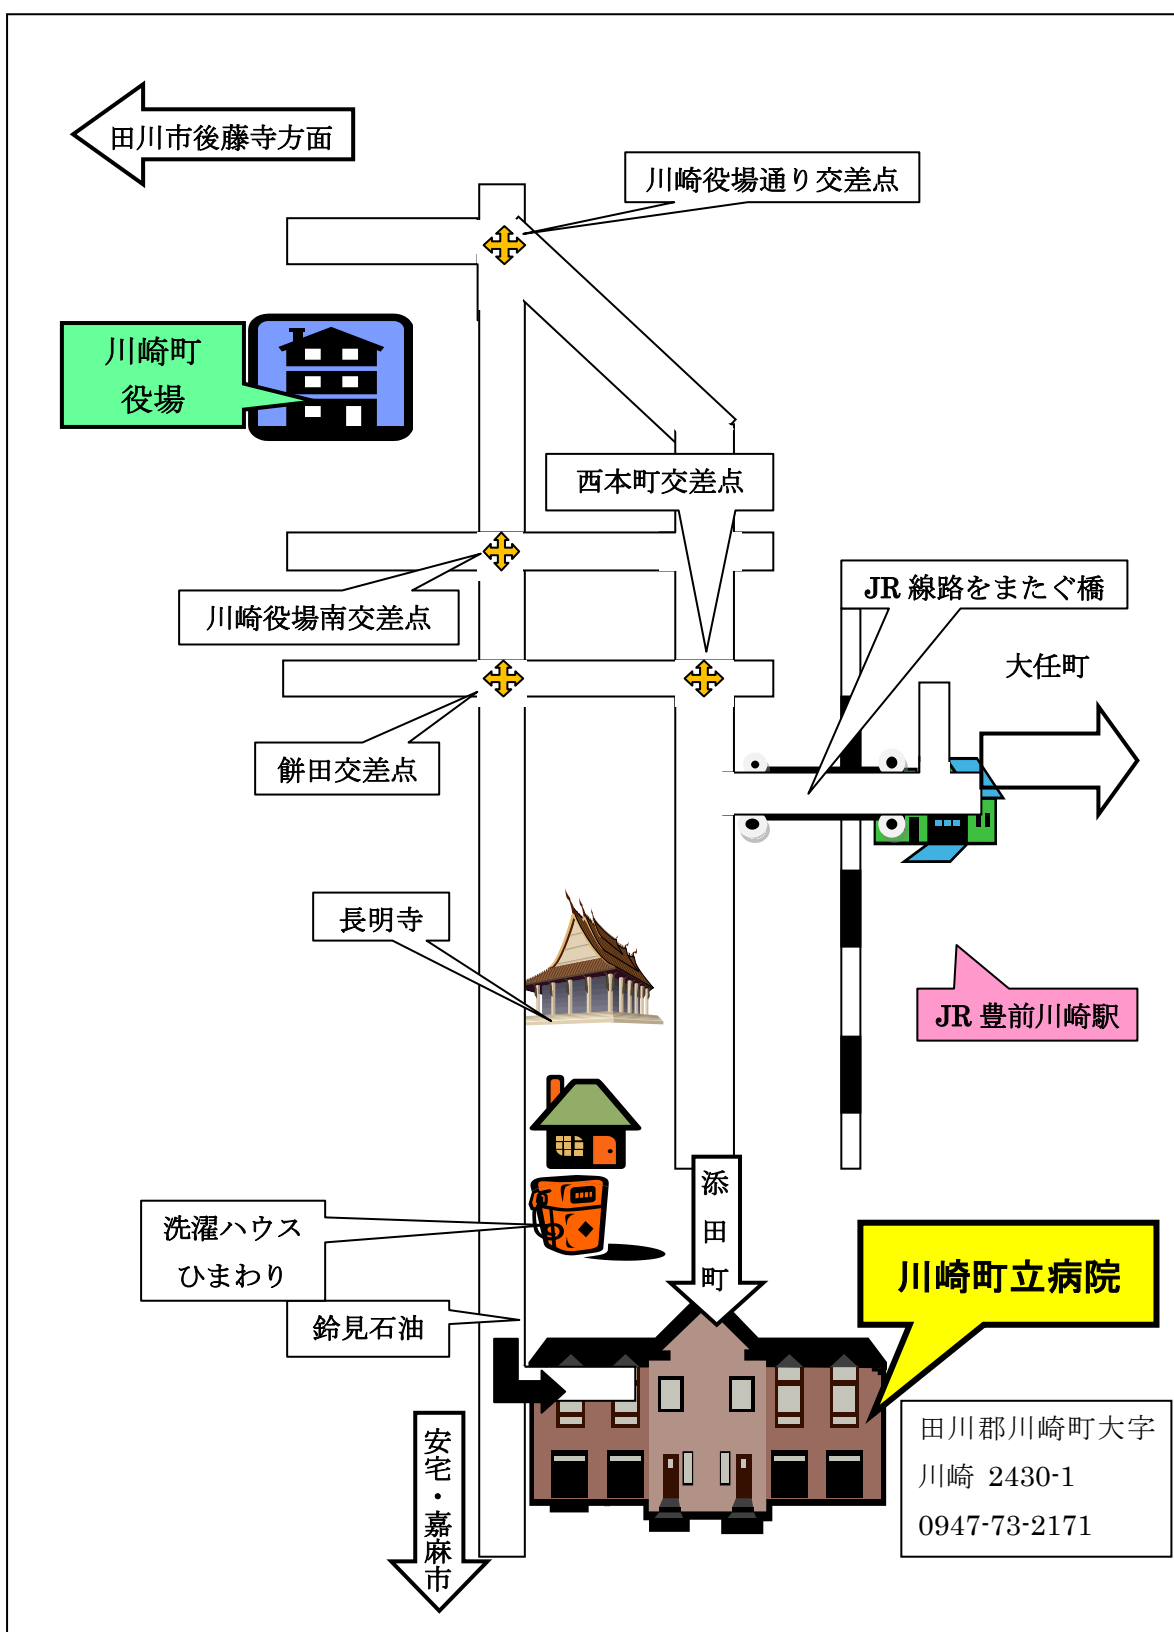 田川市後藤寺方面
川崎役場通り交差点
川崎町
役場
西本町交差点
JR 線路をまたぐ橋
川崎役場南交差点
大任町
餅田交差点
長明寺
JR 豊前川崎駅
添田町
洗濯ハウス
ひまわり
川崎町立病院
鈴見石油
田川郡川崎町大字
川崎 2430-1
0947-73-2171
安宅・嘉麻市